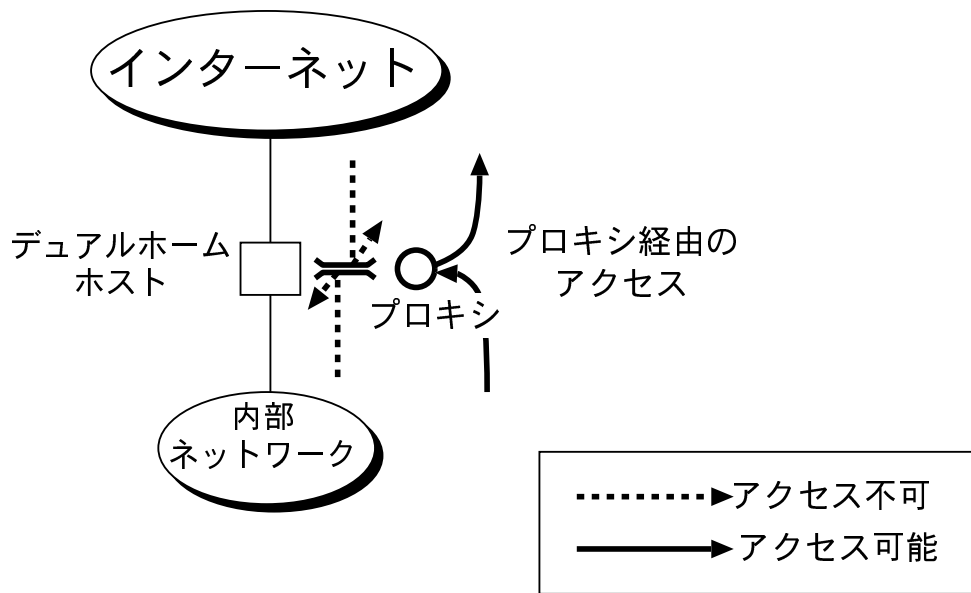 インターネット
デュアルホーム
ホスト
プロキシ
プロキシ経由の
アクセス
内部
ネットワーク
アクセス不可
アクセス可能